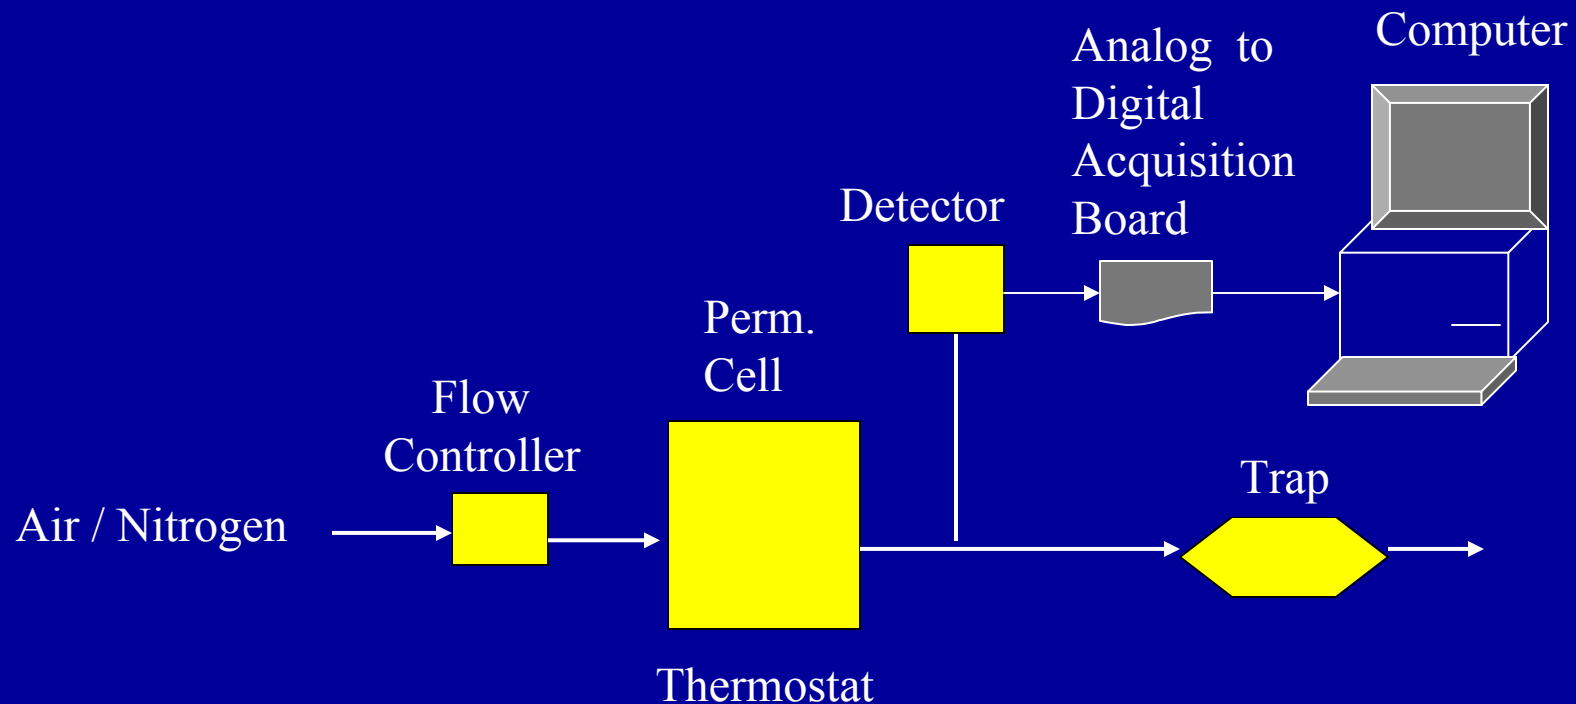 Air / Nitrogen
Flow
Controller
Perm.
Cell
Thermostat
Detector
Analog to
Digital
Acquisition
Board
Computer
Trap